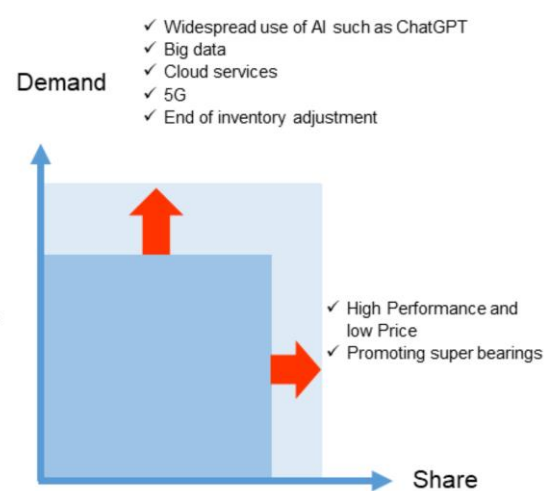 ✓ Widespread use of AI such as ChatGPT
✓ Big data
Demand
✓ Cloud services
✓ 5G
✓ End of inventory adjustment
✓ High Performance and
low Price
✓ Promoting super bearings
Share